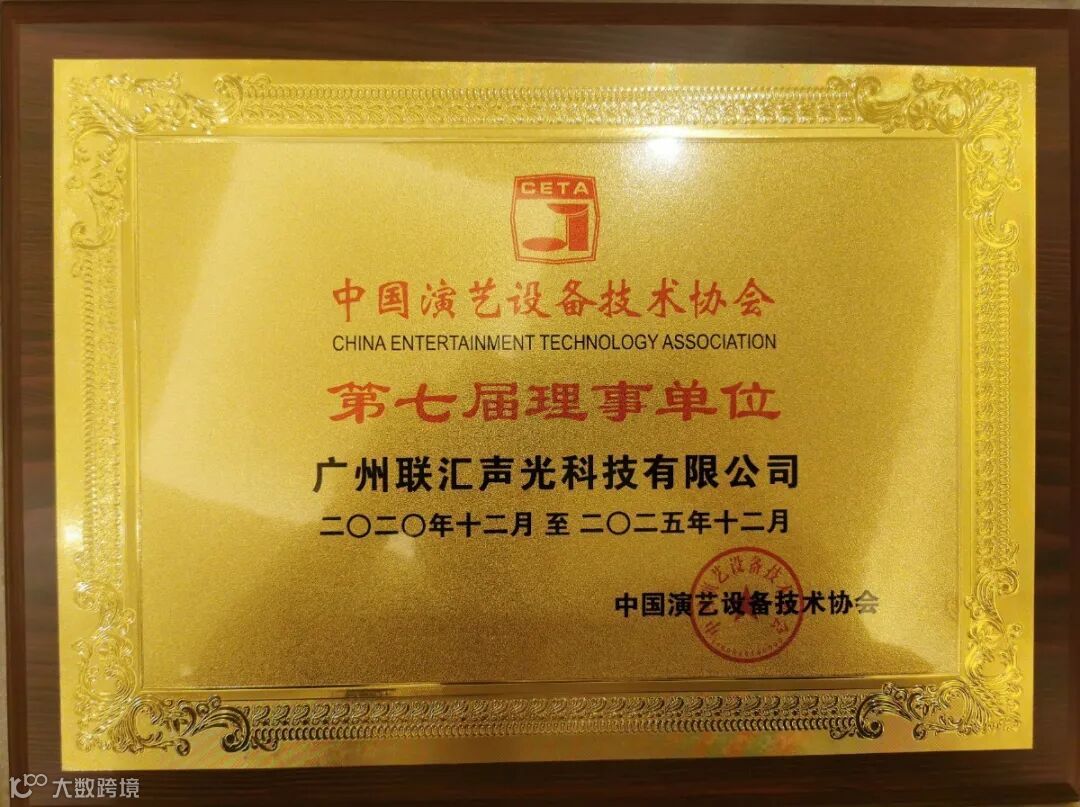 CETA
中国演艺设备技术协会
CHINA ENTERTAINMENT TECHNOLOGY ASSOCIATION
第七届理事单位
广州联汇声光科技有限公司
二〇二〇年十二月 至 二〇二五年十二月
中国演艺设备技术协会
大数跨境